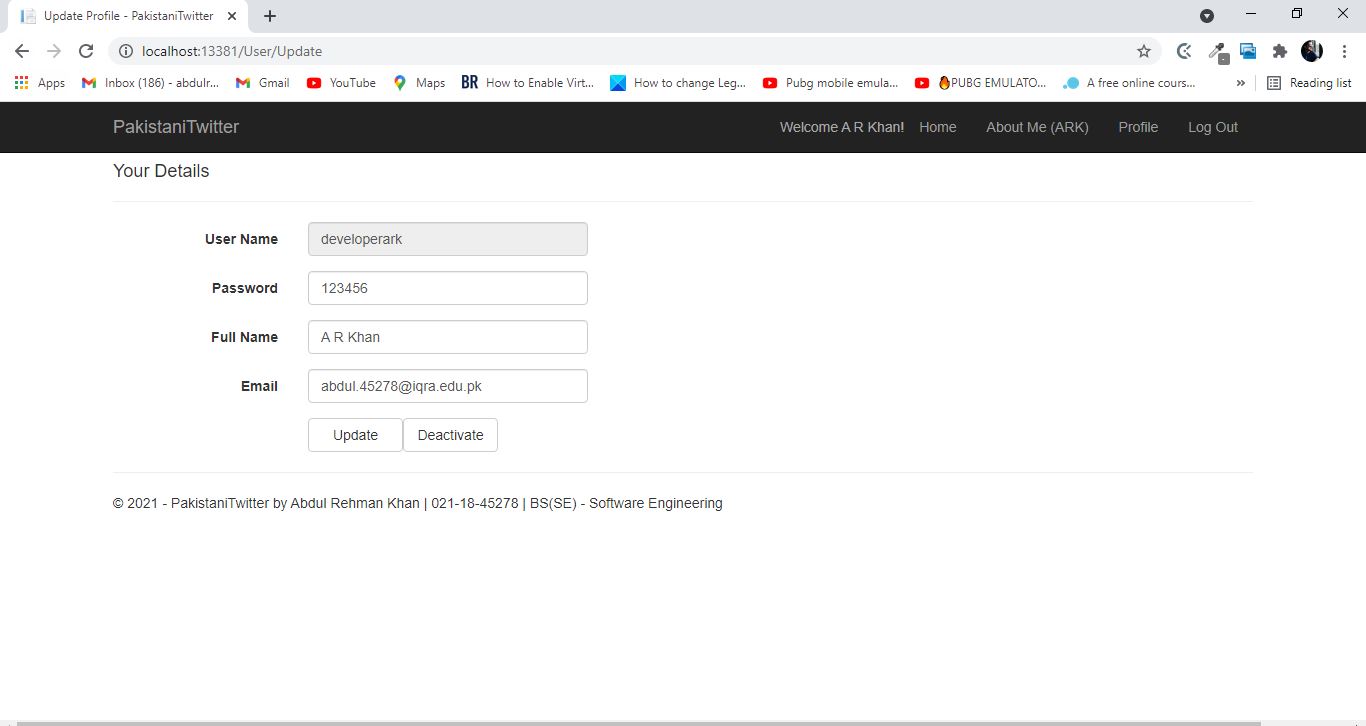 Update Profile - PakistaniTwitter
localhost:13381/User/Update
Apps Inbox (186) - abdulr... Gmail YouTube Maps BR How to Enable Virt... How to change Leg... Pubg mobile emula... PUBG EMULATO... A free online cours... » Reading list
PakistaniTwitter Welcome A R Khan! Home About Me (ARK) Profile Log Out
Your Details
User Name developerark
Password 123456
Full Name A R Khan
Email abdul.45278@iqra.edu.pk
Update Deactivate
© 2021 - PakistaniTwitter by Abdul Rehman Khan | 021-18-45278 | BS(SE) - Software Engineering